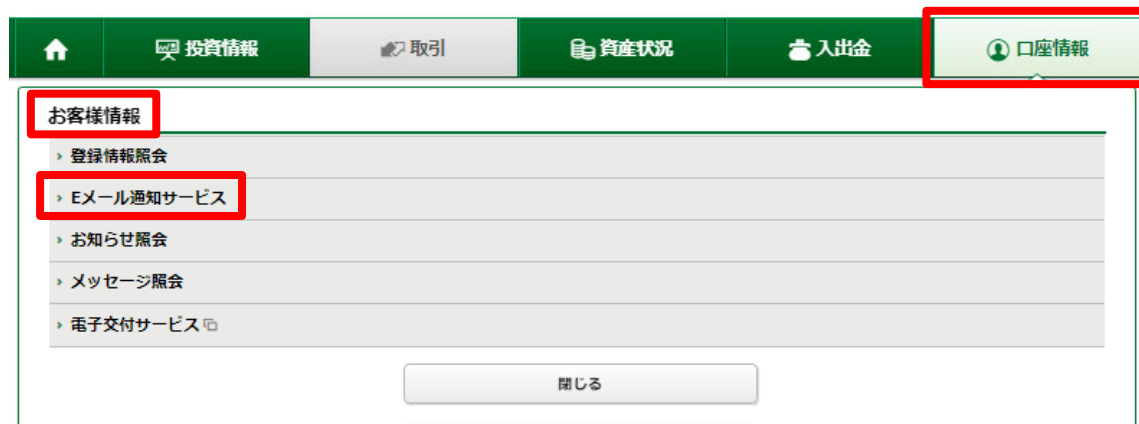 投資情報 取引 資産状況 入出金 口座情報
お客様情報
登録情報照会
Eメール通知サービス
お知らせ照会
メッセージ照会
電子交付サービス
閉じる